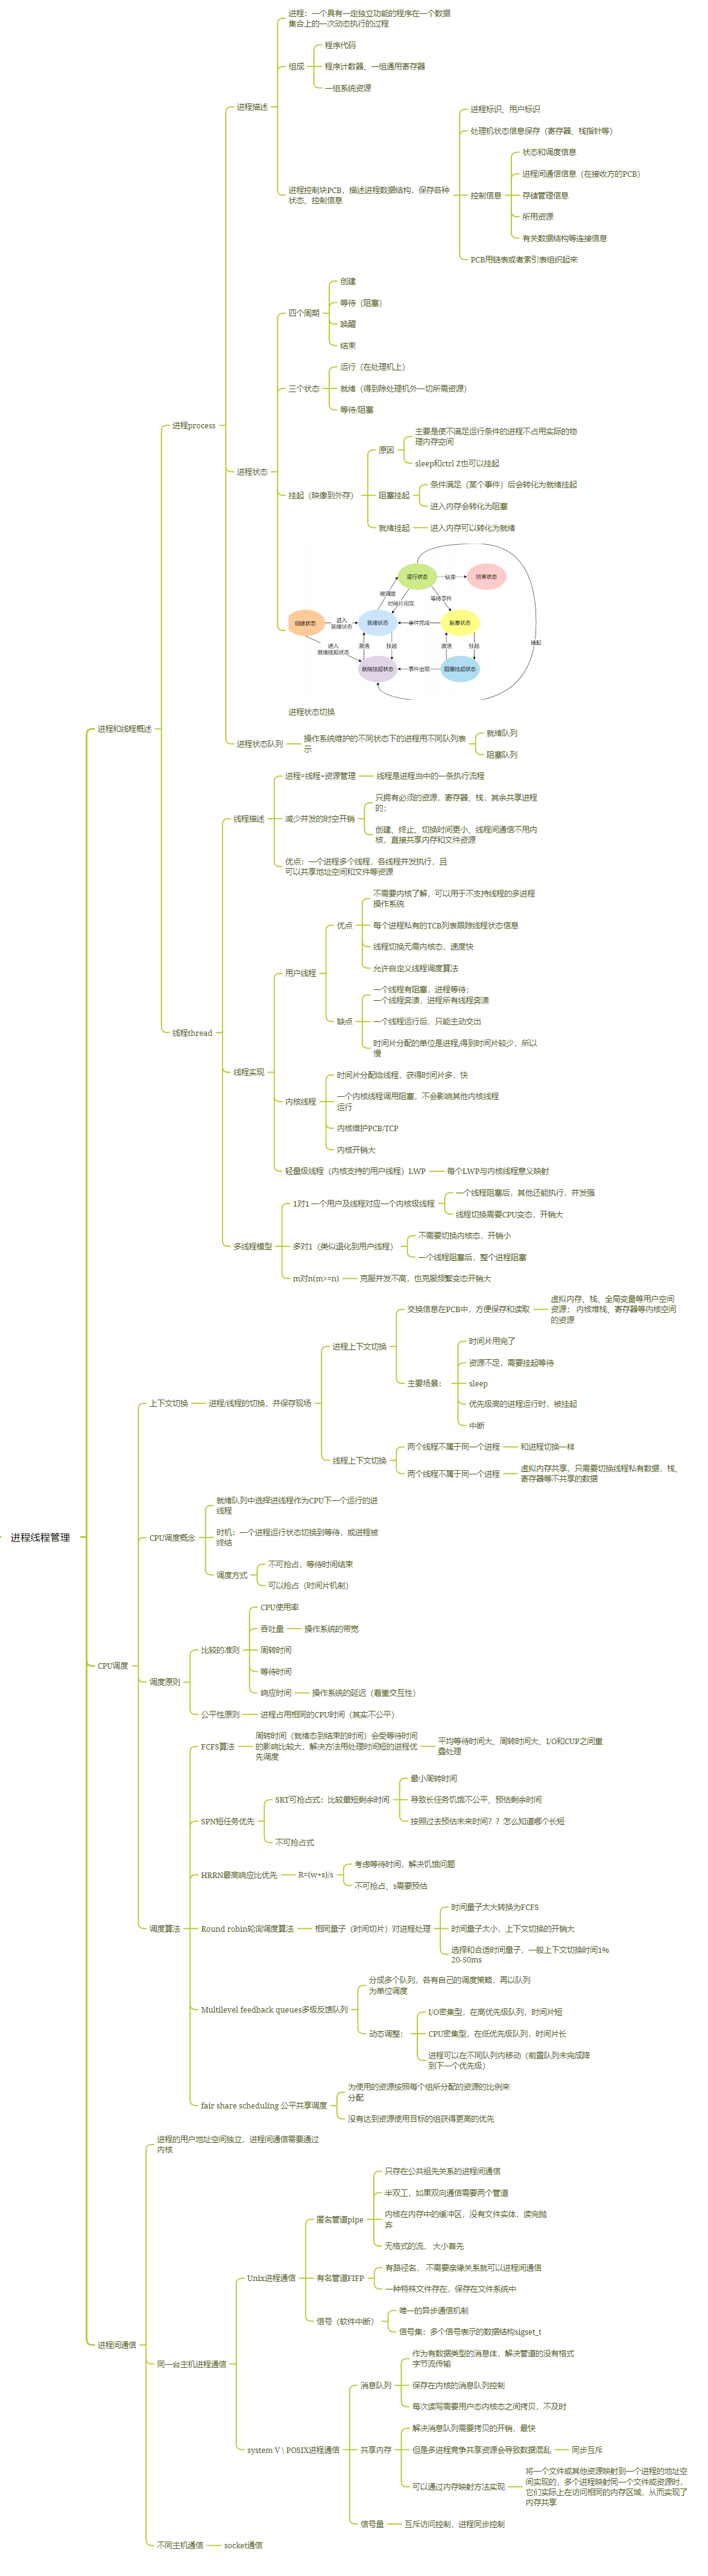 进程线程管理
进程和线程概述
进程process
进程描述
进程：一个具有一定独立功能的程序在一个数据
集合上的一次动态执行的过程
组成
程序代码
程序计数器、一组通用寄存器
一组系统资源
进程控制块PCB，描述进程数据结构，保存各种
状态、控制信息
进程标识、用户标识
处理机状态信息保存（寄存器、栈指针等）
控制信息
状态和调度信息
进程间通信信息（在接收方的PCB）
存储管理信息
所用资源
有关数据结构等连接信息
PCB用链表或者索引表组织起来
进程状态
四个周期
创建
等待（阻塞）
唤醒
结束
三个状态
运行（在处理机上）
就绪（得到除处理机外一切所需资源）
等待/阻塞
挂起（映像到外存）
原因
主要是使不满足运行条件的进程不占用实际的物
理内存空间
sleep和ctrl Z也可以挂起
阻塞挂起
条件满足（某个事件）后会转化为就绪挂起
进入内存会转化为阻塞
就绪挂起
进入内存可以转化为就绪
运行状态
结束
结束状态
被调度
时间片用完
等待事件
创建状态
进入
就绪状态
就绪状态
事件完成
阻塞状态
进入
就绪挂起状态
激活
挂起
激活
挂起
挂起
就绪挂起状态
事件出现
阻塞挂起状态
进程状态切换
进程状态队列
操作系统维护的不同状态下的进程用不同队列表
示
就绪队列
阻塞队列
线程thread
线程描述
进程=线程+资源管理
线程是进程当中的一条执行流程
减少并发的时空开销
只拥有必须的资源，寄存器、栈，其余共享进程
的；
创建、终止、切换时间更小、线程间通信不用内
核，直接共享内存和文件资源
优点：一个进程多个线程，各线程并发执行，且
可以共享地址空间和文件等资源
线程实现
用户线程
优点
不需要内核了解，可以用于不支持线程的多进程
操作系统
每个进程私有的TCB列表跟踪线程状态信息
线程切换无需内核态，速度快
允许自定义线程调度算法
缺点
一个线程有阻塞，进程等待；
一个线程奔溃，进程所有线程奔溃
一个线程运行后，只能主动交出
时间片分配的单位是进程,得到时间片较少，所以
慢
内核线程
时间片分配给线程，获得时间片多，快
一个内核线程调用阻塞，不会影响其他内核线程
运行
内核维护PCB/TCP
内核开销大
轻量级线程（内核支持的用户线程）LWP
每个LWP与内核线程意义映射
多线程模型
1对1 一个用户及线程对应一个内核级线程
一个线程阻塞后，其他还能执行，并发强
线程切换需要CPU变态，开销大
多对1（类似退化到用户线程）
不需要切换内核态，开销小
一个线程阻塞后，整个进程阻塞
m对n(m>=n)
克服并发不高，也克服频繁变态开销大
CPU调度
上下文切换
进程/线程的切换，并保存现场
进程上下文切换
交换信息在PCB中，方便保存和读取
虚拟内存、栈、全局变量等用户空间
资源； 内核堆栈、寄存器等内核空间
的资源
主要场景：
时间片用完了
资源不足，需要挂起等待
sleep
优先级高的进程运行时，被挂起
中断
线程上下文切换
两个线程不属于同一个进程
和进程切换一样
两个线程不属于同一个进程
虚拟内存共享，只需要切换线程私有数据，栈、
寄存器等不共享的数据
CPU调度概念
就绪队列中选择进线程作为CPU下一个运行的进
线程
时机：一个进程运行状态切换到等待，或进程被
终结
调度方式
不可抢占，等待时间结束
可以抢占（时间片机制）
调度原则
比较的准则
CPU使用率
吞吐量
操作系统的带宽
周转时间
等待时间
响应时间
操作系统的延迟（着重交互性）
公平性原则
进程占用相同的CPU时间（其实不公平）
调度算法
FCFS算法
周转时间（就绪态到结束的时间）会受等待时间
的影响比较大，解决方法用处理时间短的进程优
先调度
平均等待时间大、周转时间大、I/O和CUP之间重
叠处理
SPN短任务优先
SRT可抢占式：比较最短剩余时间
最小周转时间
导致长任务饥饿不公平、预估剩余时间
按照过去预估未来时间？？怎么知道哪个长短
不可抢占式
HRRN最高响应比优先
R=(w+s)/s
考虑等待时间，解决饥饿问题
不可抢占、s需要预估
Round robin轮询调度算法
相同量子（时间切片）对进程处理
时间量子太大转换为FCFS
时间量子太小，上下文切换的开销大
选择和合适时间量子，一般上下文切换时间1%
20-50ms
Multilevel feedback queues多级反馈队列
分成多个队列，各有自己的调度策略，再以队列
为单位调度
动态调整：
I/O密集型，在高优先级队列，时间片短
CPU密集型，在低优先级队列，时间片长
进程可以在不同队列内移动（前置队列未完成降
到下一个优先级）
fair share scheduling 公平共享调度
为使用的资源按照每个组所分配的资源的比例来
分配
没有达到资源使用目标的组获得更高的优先
进程间通信
进程的用户地址空间独立，进程间通信需要通过
内核
同一台主机进程通信
Unix进程通信
匿名管道pipe
只存在公共祖先关系的进程间通信
半双工，如果双向通信需要两个管道
内核在内存中的缓冲区，没有文件实体，读完抛
弃
无格式的流， 大小首先
有名管道FIFP
有路径名， 不需要亲缘关系就可以进程间通信
一种特殊文件存在，保存在文件系统中
信号（软件中断）
唯一的异步通信机制
信号集：多个信号表示的数据结构sigset_t
system V \ POSIX进程通信
消息队列
作为有数据类型的消息体，解决管道的没有格式
字节流传输
保存在内核的消息队列控制
每次读写需要用户态内核态之间拷贝，不及时
共享内存
解决消息队列需要拷贝的开销，最快
但是多进程竞争共享资源会导致数据混乱
同步互斥
可以通过内存映射方法实现
将一个文件或其他资源映射到一个进程的地址空
间实现的，多个进程映射同一个文件或资源时，
它们实际上在访问相同的内存区域，从而实现了
内存共享
信号量
互斥访问控制，进程同步控制
不同主机通信
socket通信